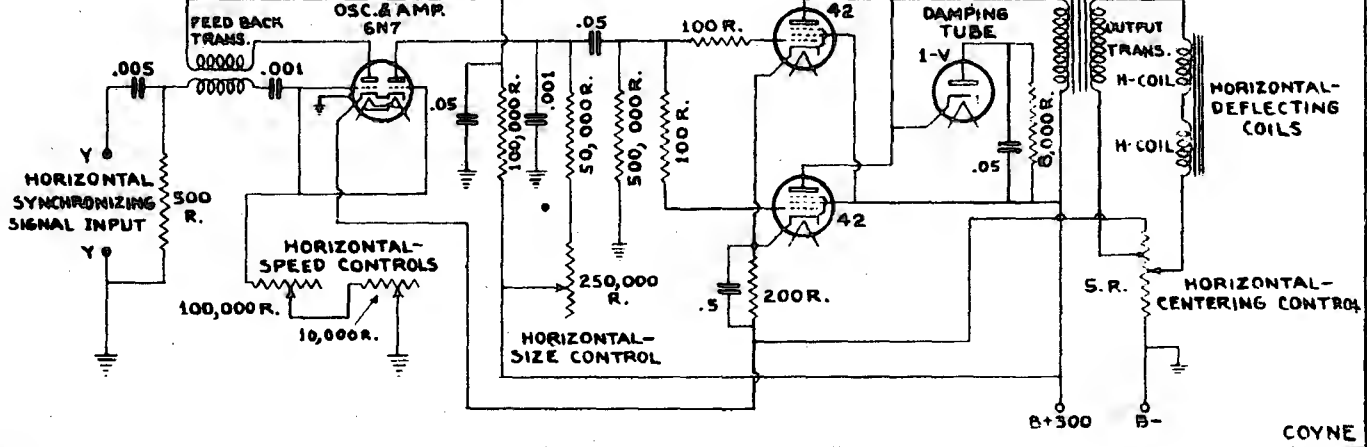 OSC. & AMP.
6N7
FEED BACK
TRANS.
.005
.001
.05
100,000 R.
.001
50,000 R.
.05
500,000 R.
100 R.
100 R.
42
42
DAMPING
TUBE
1-V
.05
8,000 R.
OUTPUT
TRANS.
H-COIL
H-COIL
HORIZONTAL-
DEFLECTING
COILS
Y
HORIZONTAL
SYNCHRONIZING
SIGNAL INPUT
Y
500
R.
HORIZONTAL-
SPEED CONTROLS
100,000 R.
10,000 R.
250,000
R.
HORIZONTAL-
SIZE CONTROL
.5
200 R.
5. R.
HORIZONTAL-
CENTERING CONTROL
B+300
B-
COYNE